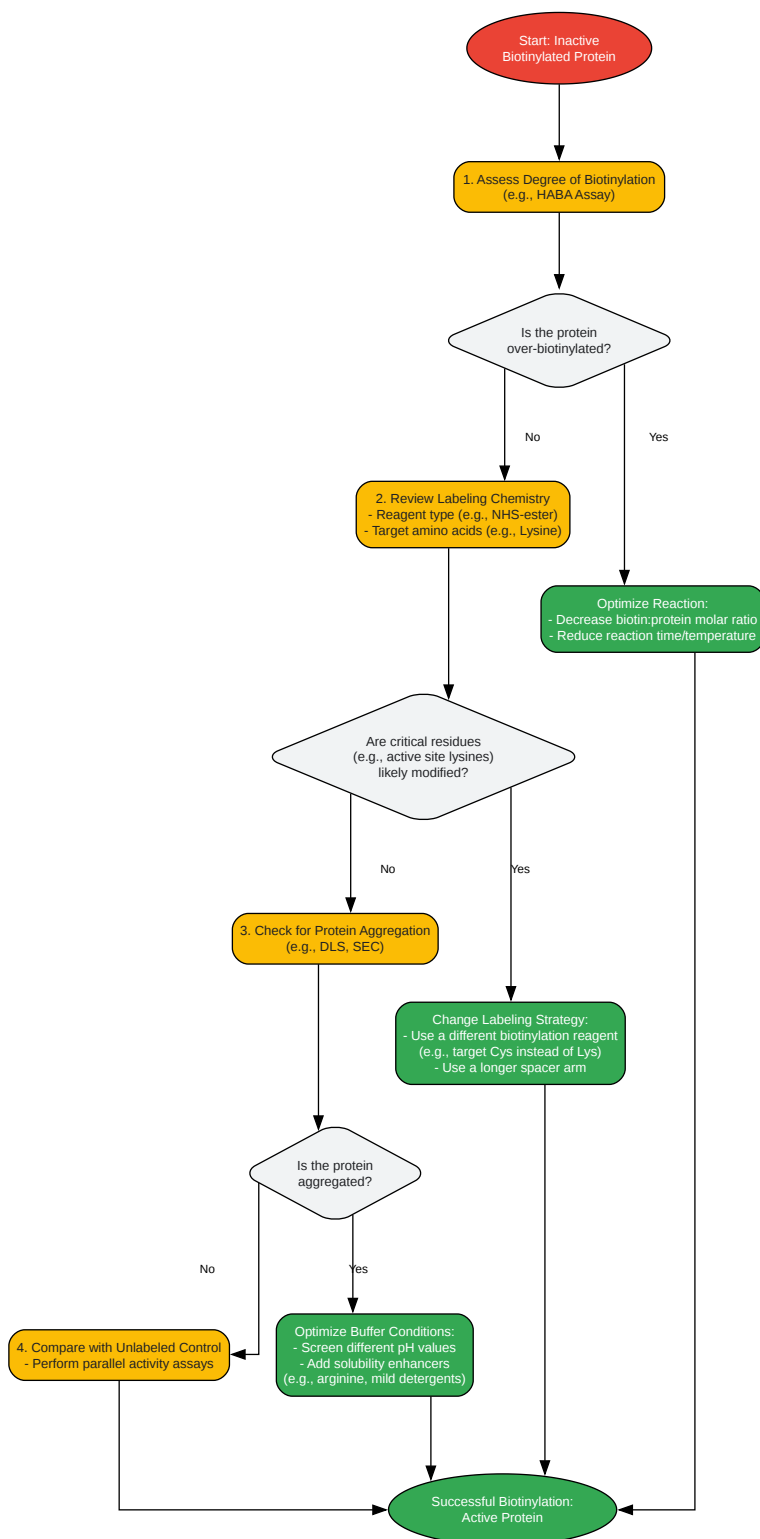 Start: Inactive
Biotinylated Protein
1. Assess Degree of Biotinylation
(e.g., HABA Assay)
Is the protein
over-biotinylated?
No
Yes
2. Review Labeling Chemistry
- Reagent type (e.g., NHS-ester)
- Target amino acids (e.g., Lysine)
Optimize Reaction:
- Decrease biotin:protein molar ratio
- Reduce reaction time/temperature
Are critical residues
(e.g., active site lysines)
likely modified?
No
Yes
3. Check for Protein Aggregation
(e.g., DLS, SEC)
Change Labeling Strategy:
- Use a different biotinylation reagent
(e.g., target Cys instead of Lys)
- Use a longer spacer arm
Is the protein
aggregated?
No
Yes
4. Compare with Unlabeled Control
- Perform parallel activity assays
Optimize Buffer Conditions:
- Screen different pH values
- Add solubility enhancers
(e.g., arginine, mild detergents)
Successful Biotinylation:
Active Protein